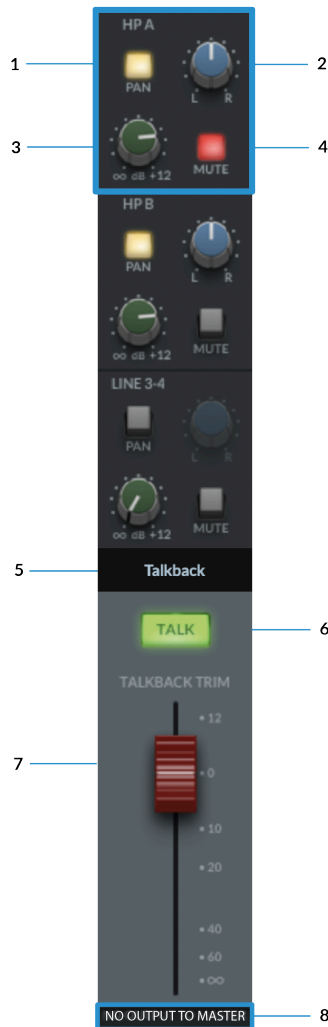 HP A
1
2
PAN
L R
3
4
∞ dB +12
MUTE
HP B
PAN
L R
∞ dB +12
MUTE
LINE 3-4
PAN
L R
∞ dB +12
MUTE
5
Talkback
TALK
6
TALKBACK TRIM
12
7
0
10
20
40
60
∞
NO OUTPUT TO MASTER
8